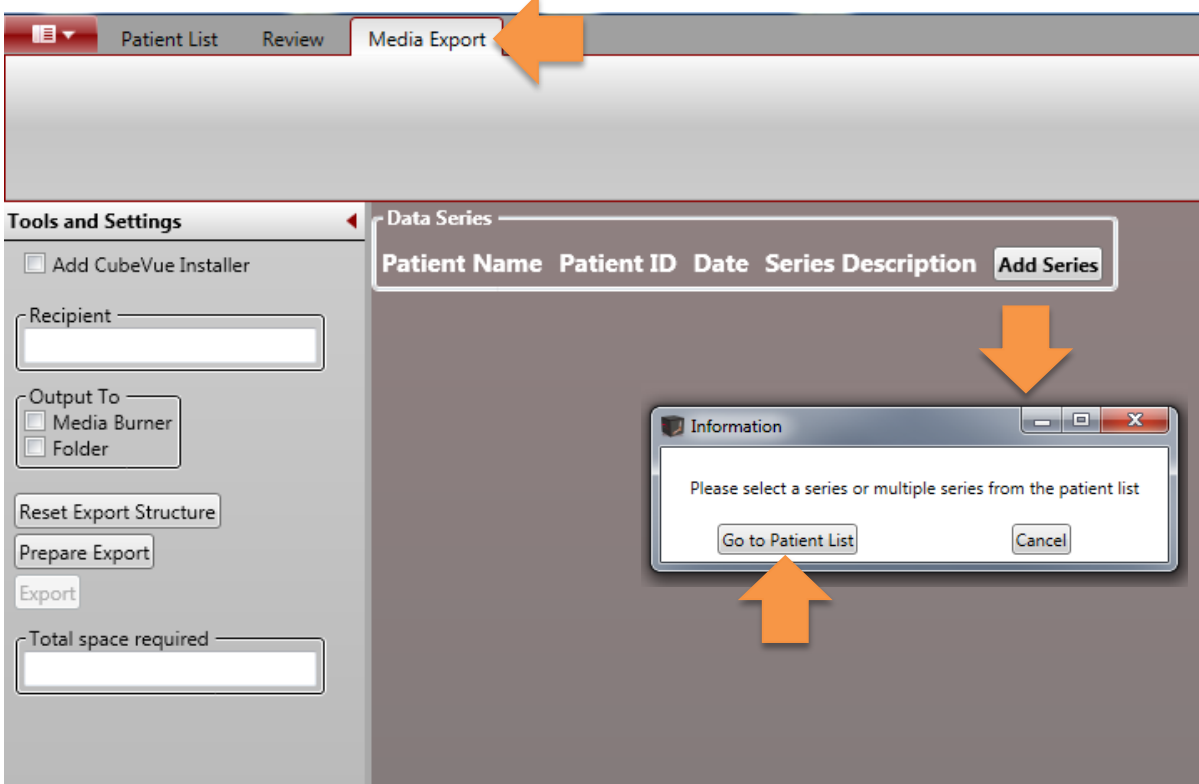 Patient List Review Media Export
Tools and Settings
Add CubeVue Installer
Recipient
Output To
Media Burner
Folder
Reset Export Structure
Prepare Export
Export
Total space required
Data Series
Patient Name Patient ID Date Series Description Add Series
Information
Please select a series or multiple series from the patient list
Go to Patient List Cancel